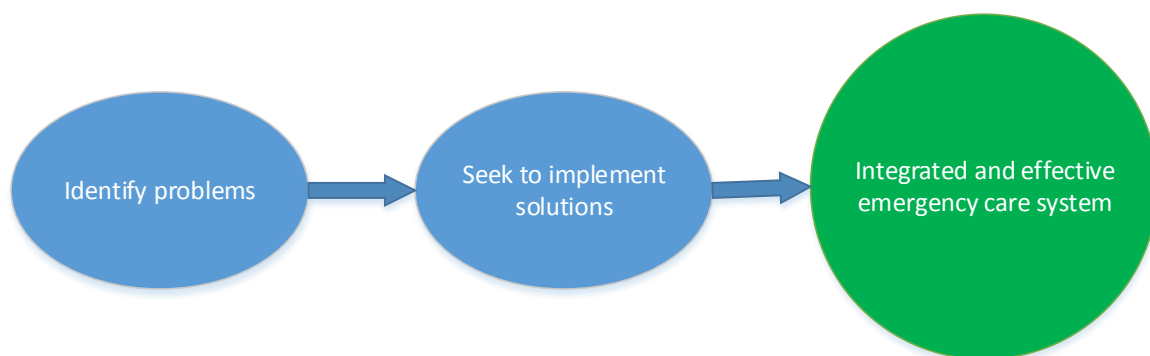 Identify problems
Seek to implement
solutions
Integrated and effective
emergency care system